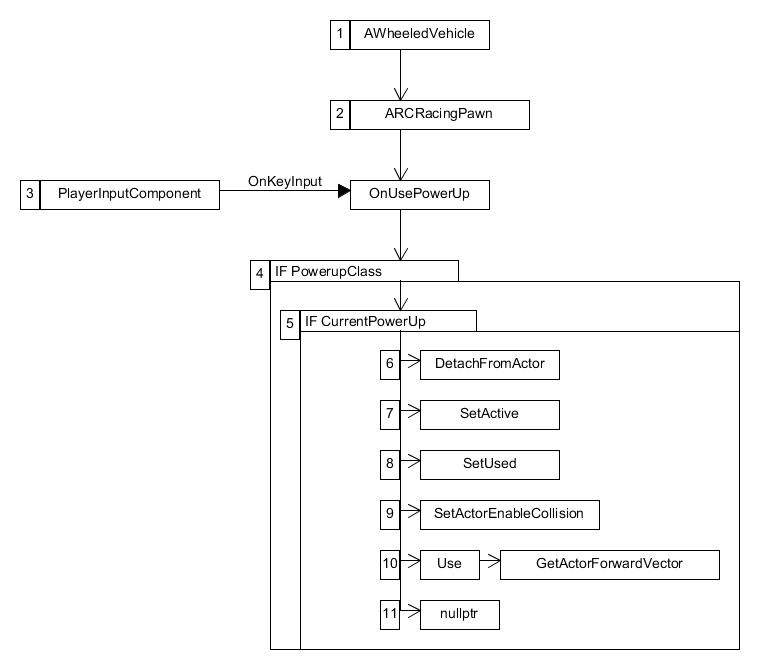 1 AWheeledVehicle
2 ARCRacingPawn
3 PlayerInputComponent OnKeyInput OnUsePowerUp
4 IF PowerupClass
5 IF CurrentPowerUp
6 DetachFromActor
7 SetActive
8 SetUsed
9 SetActorEnableCollision
10 Use GetActorForwardVector
11 nullptr